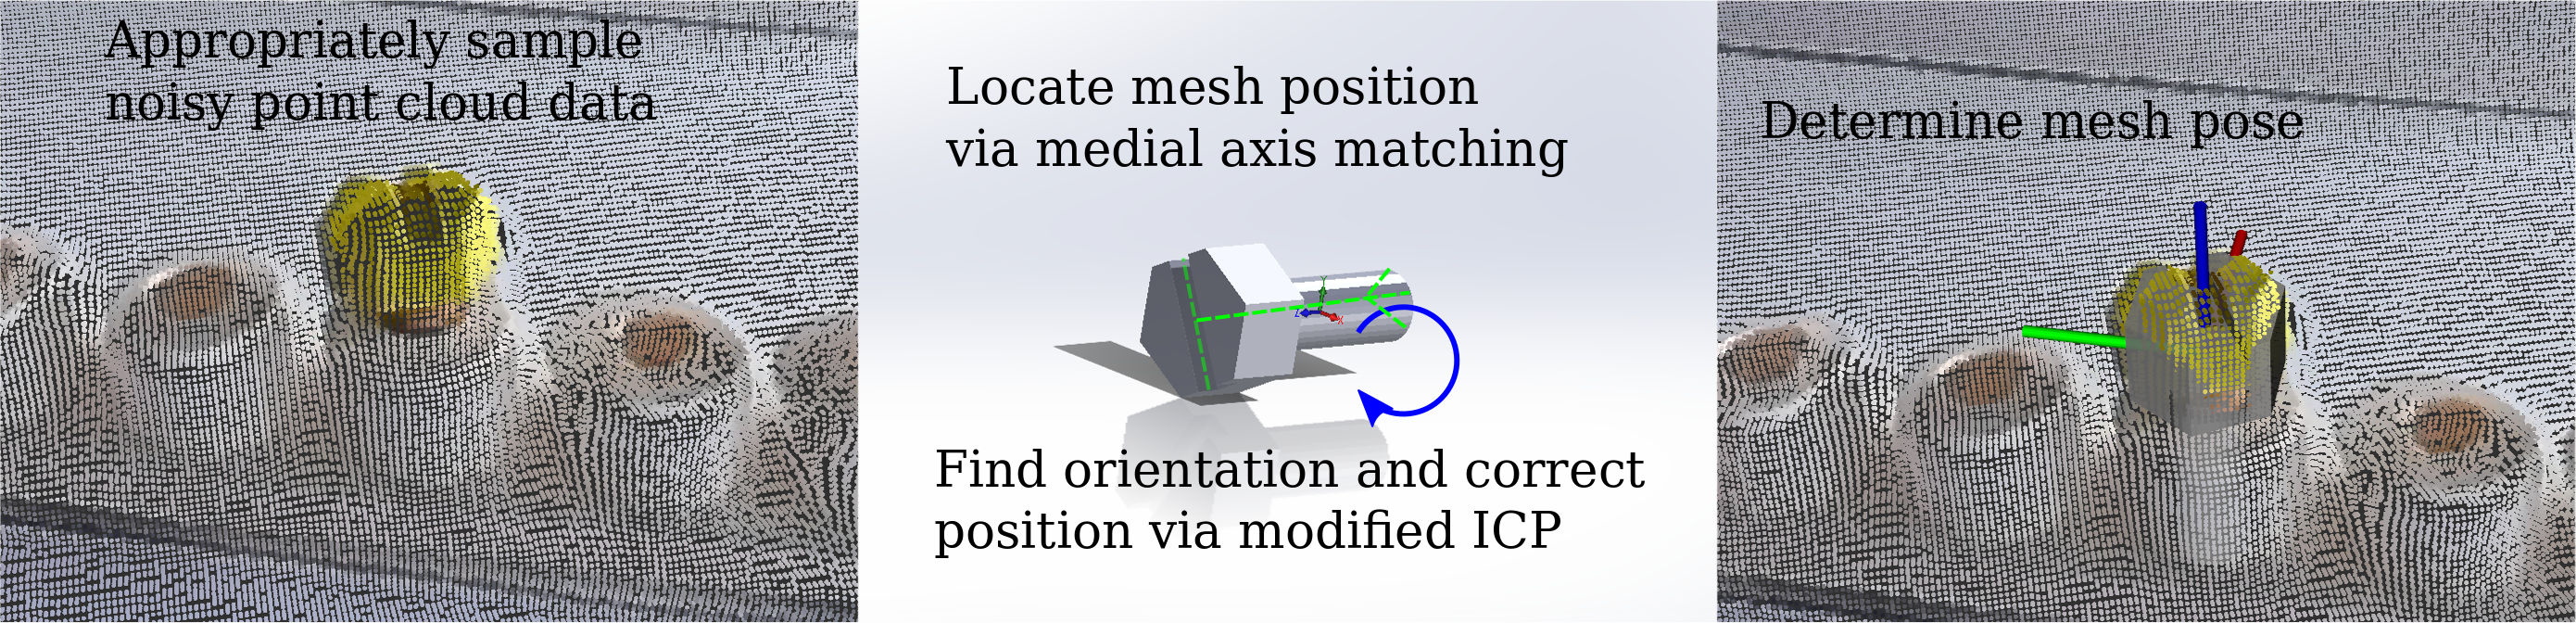 Appropriately sample
noisy point cloud data
Locate mesh position
via medial axis matching
Y
Z
X
Find orientation and correct
position via modified ICP
Determine mesh pose